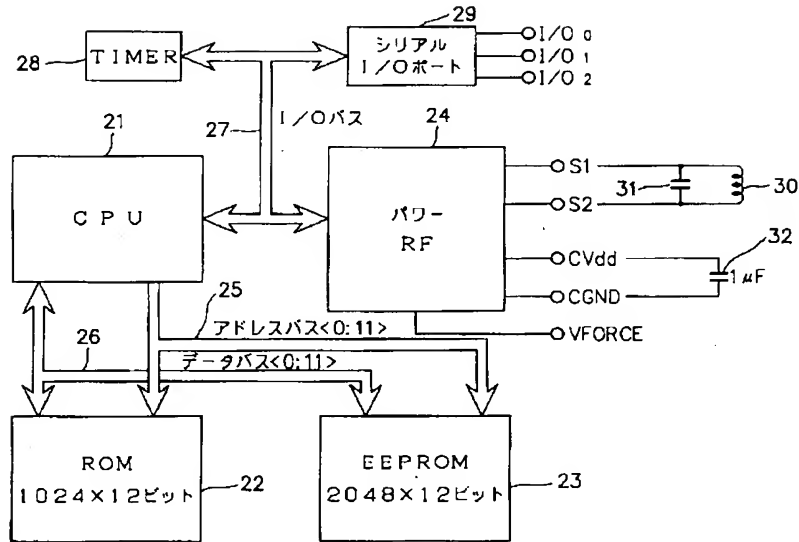 29
シリアル
I/Oポート
I/O 0
I/O 1
I/O 2
TIMER
28
27
I/Oバス
21
CPU
24
パワー
RF
S1
S2
31
30
CVdd
CGND
32
1μF
VFORCE
25
アドレスバス<0:11>
26
データバス<0:11>
ROM
1024×12ビット
22
EEPROM
2048×12ビット
23